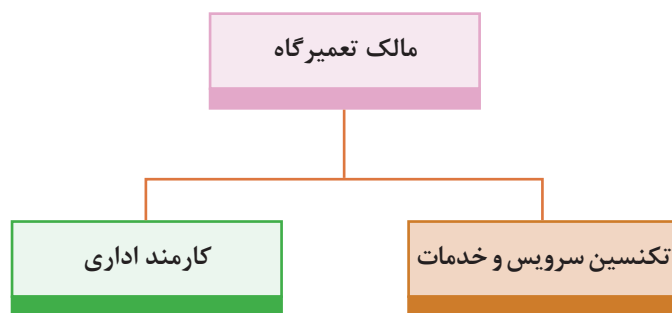 مالک تعمیرگاه
تکنسین سرویس و خدمات
کارمند اداری